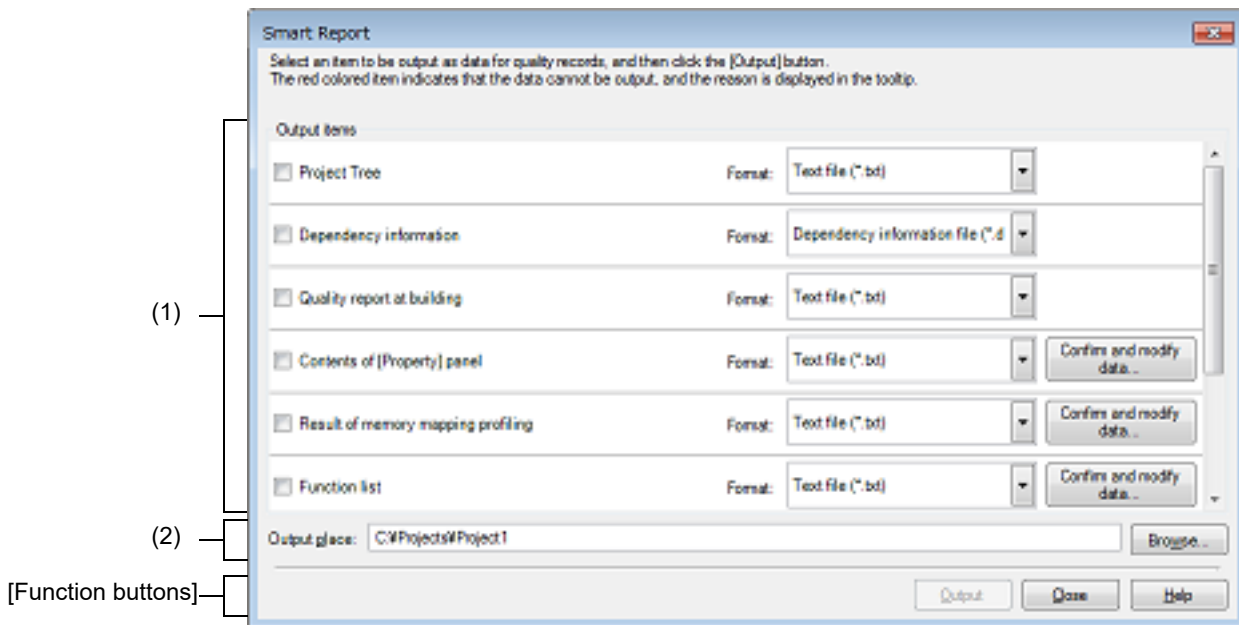 Smart Report
Select an item to be output as data for quality records, and then click the [Output] button.
The red colored item indicates that the data cannot be output, and the reason is displayed in the tooltip.
(1)
Output items
Project Tree Format: Text file (*.txt)
Dependency information Format: Dependency information file (*.d
Quality report at building Format: Text file (*.txt)
Contents of [Property] panel Format: Text file (*.txt) Confirm and modify
data...
Result of memory mapping profiling Format: Text file (*.txt) Confirm and modify
data...
Function list Format: Text file (*.txt) Confirm and modify
data...
(2)
Output place: C:¥Projects¥Project1 Browse...
[Function buttons]
Output Close Help